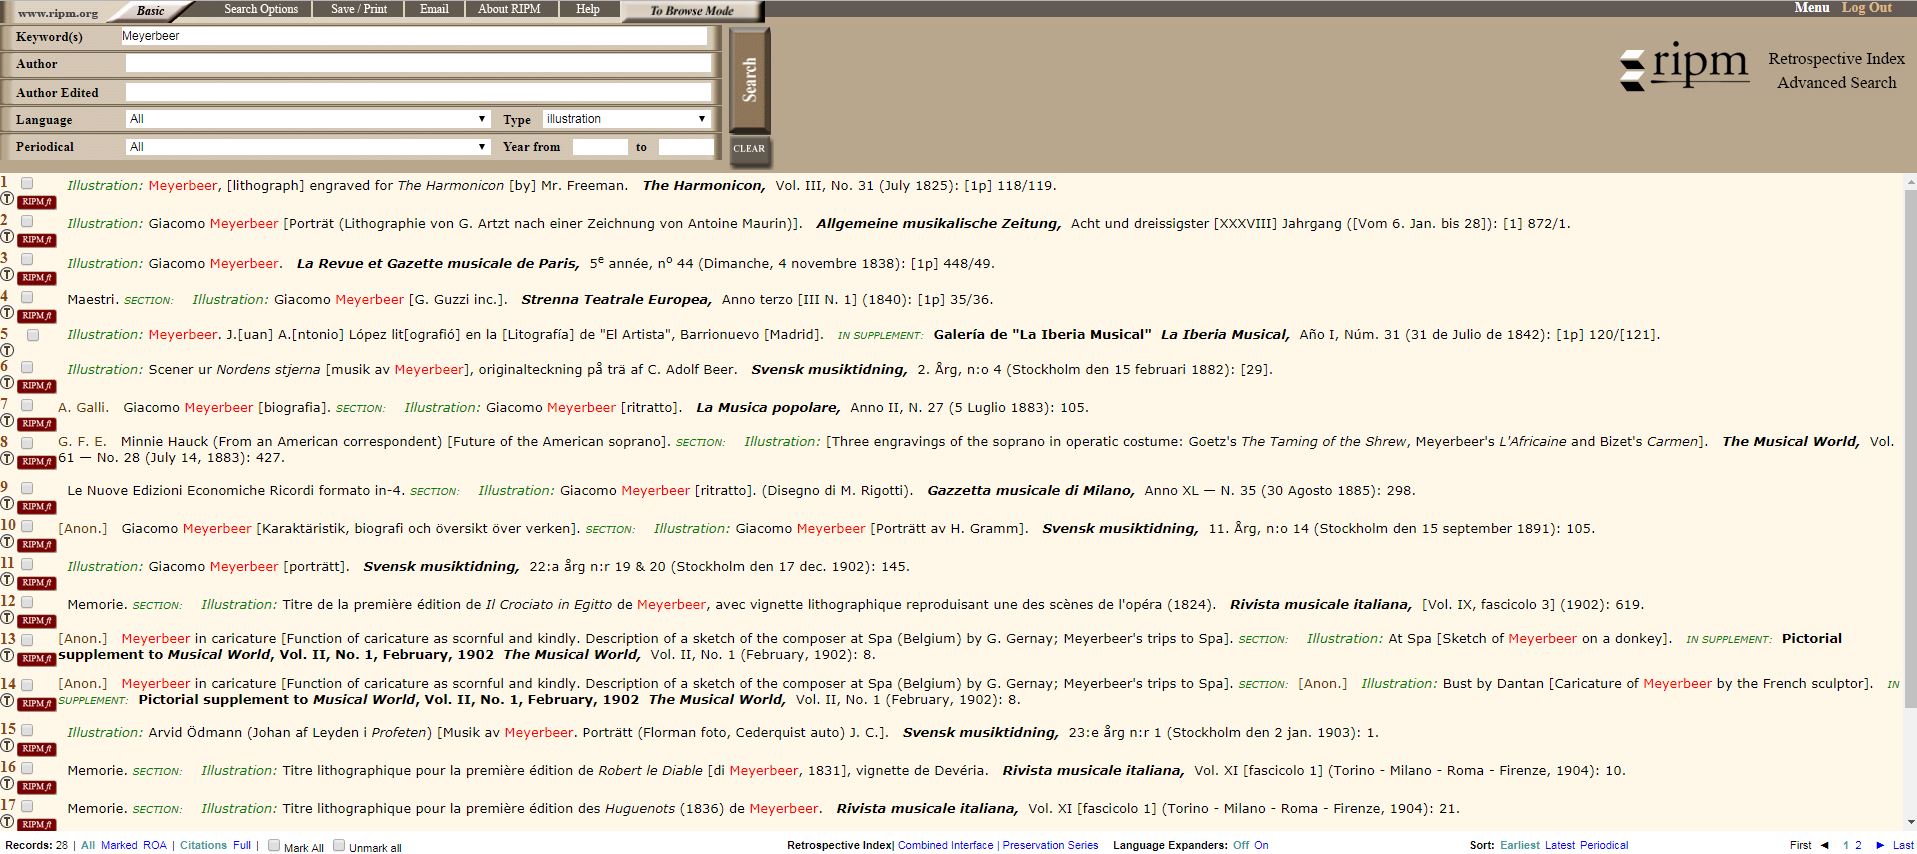 www.ripm.org Basic Search Options Save / Print Email About RIPM Help To Browse Mode Menu Log Out
Keyword(s) Meyerbeer
Author
Author Edited
Language All Type illustration
Periodical All Year from to
Search
CLEAR
ripm
Retrospective Index
Advanced Search
1 Illustration: Meyerbeer, [lithograph] engraved for The Harmonicon [by] Mr. Freeman. The Harmonicon, Vol. III, No. 31 (July 1825): [1p] 118/119.
T RIPM ft
2 Illustration: Giacomo Meyerbeer [Porträt (Lithographie von G. Artzt nach einer Zeichnung von Antoine Maurin)]. Allgemeine musikalische Zeitung, Acht und dreissigster [XXXVIII] Jahrgang ([Vom 6. Jan. bis 28]): [1] 872/1.
T RIPM ft
3 Illustration: Giacomo Meyerbeer. La Revue et Gazette musicale de Paris, 5e année, no 44 (Dimanche, 4 novembre 1838): [1p] 448/49.
T RIPM ft
4 Maestri. SECTION: Illustration: Giacomo Meyerbeer [G. Guzzi inc.]. Strenna Teatrale Europea, Anno terzo [III N. 1] (1840): [1p] 35/36.
T RIPM ft
5 Illustration: Meyerbeer. J.[uan] A.[ntonio] López lit[ografió] en la [Litografía] de "El Artista", Barrionuevo [Madrid]. IN SUPPLEMENT: Galería de "La Iberia Musical" La Iberia Musical, Año I, Núm. 31 (31 de Julio de 1842): [1p] 120/[121].
T
6 Illustration: Scener ur Nordens stjerna [musik av Meyerbeer], originalteckning på trä af C. Adolf Beer. Svensk musiktidning, 2. Årg, n:o 4 (Stockholm den 15 februari 1882): [29].
T RIPM ft
7 A. Galli. Giacomo Meyerbeer [biografia]. SECTION: Illustration: Giacomo Meyerbeer [ritratto]. La Musica popolare, Anno II, N. 27 (5 Luglio 1883): 105.
T RIPM ft
8 G. F. E. Minnie Hauck (From an American correspondent) [Future of the American soprano]. SECTION: Illustration: [Three engravings of the soprano in operatic costume: Goetz's The Taming of the Shrew, Meyerbeer's L'Africaine and Bizet's Carmen]. The Musical World, Vol.
T RIPM ft 61 — No. 28 (July 14, 1883): 427.
9 Le Nuove Edizioni Economiche Ricordi formato in-4. SECTION: Illustration: Giacomo Meyerbeer [ritratto]. (Disegno di M. Rigotti). Gazzetta musicale di Milano, Anno XL — N. 35 (30 Agosto 1885): 298.
T RIPM ft
10 [Anon.] Giacomo Meyerbeer [Karaktäristik, biografi och översikt över verken]. SECTION: Illustration: Giacomo Meyerbeer [Porträtt av H. Gramm]. Svensk musiktidning, 11. Årg, n:o 14 (Stockholm den 15 september 1891): 105.
T RIPM ft
11 Illustration: Giacomo Meyerbeer [porträtt]. Svensk musiktidning, 22:a årg n:r 19 & 20 (Stockholm den 17 dec. 1902): 145.
T RIPM ft
12 Memorie. SECTION: Illustration: Titre de la première édition de Il Crociato in Egitto de Meyerbeer, avec vignette lithographique reproduisant une des scènes de l'opéra (1824). Rivista musicale italiana, [Vol. IX, fascicolo 3] (1902): 619.
T RIPM ft
13 [Anon.] Meyerbeer in caricature [Function of caricature as scornful and kindly. Description of a sketch of the composer at Spa (Belgium) by G. Gernay; Meyerbeer's trips to Spa]. SECTION: Illustration: At Spa [Sketch of Meyerbeer on a donkey]. IN SUPPLEMENT: Pictorial
T RIPM ft supplement to Musical World, Vol. II, No. 1, February, 1902 The Musical World, Vol. II, No. 1 (February, 1902): 8.
14 [Anon.] Meyerbeer in caricature [Function of caricature as scornful and kindly. Description of a sketch of the composer at Spa (Belgium) by G. Gernay; Meyerbeer's trips to Spa]. SECTION: [Anon.] Illustration: Bust by Dantan [Caricature of Meyerbeer by the French sculptor]. IN
T RIPM ft SUPPLEMENT: Pictorial supplement to Musical World, Vol. II, No. 1, February, 1902 The Musical World, Vol. II, No. 1 (February, 1902): 8.
15 Illustration: Arvid Ödmann (Johan af Leyden i Profeten) [Musik av Meyerbeer. Porträtt (Florman foto, Cederquist auto) J. C.]. Svensk musiktidning, 23:e årg n:r 1 (Stockholm den 2 jan. 1903): 1.
T RIPM ft
16 Memorie. SECTION: Illustration: Titre lithographique pour la première édition de Robert le Diable [di Meyerbeer, 1831], vignette de Devéria. Rivista musicale italiana, Vol. XI [fascicolo 1] (Torino - Milano - Roma - Firenze, 1904): 10.
T RIPM ft
17 Memorie. SECTION: Illustration: Titre lithographique pour la première édition des Huguenots (1836) de Meyerbeer. Rivista musicale italiana, Vol. XI [fascicolo 1] (Torino - Milano - Roma - Firenze, 1904): 21.
T RIPM ft
Records: 28 | All Marked ROA | Citations Full | Mark All Unmark all Retrospective Index| Combined Interface | Preservation Series Language Expanders: Off On Sort: Earliest Latest Periodical First ◄ 1 2 ► Last